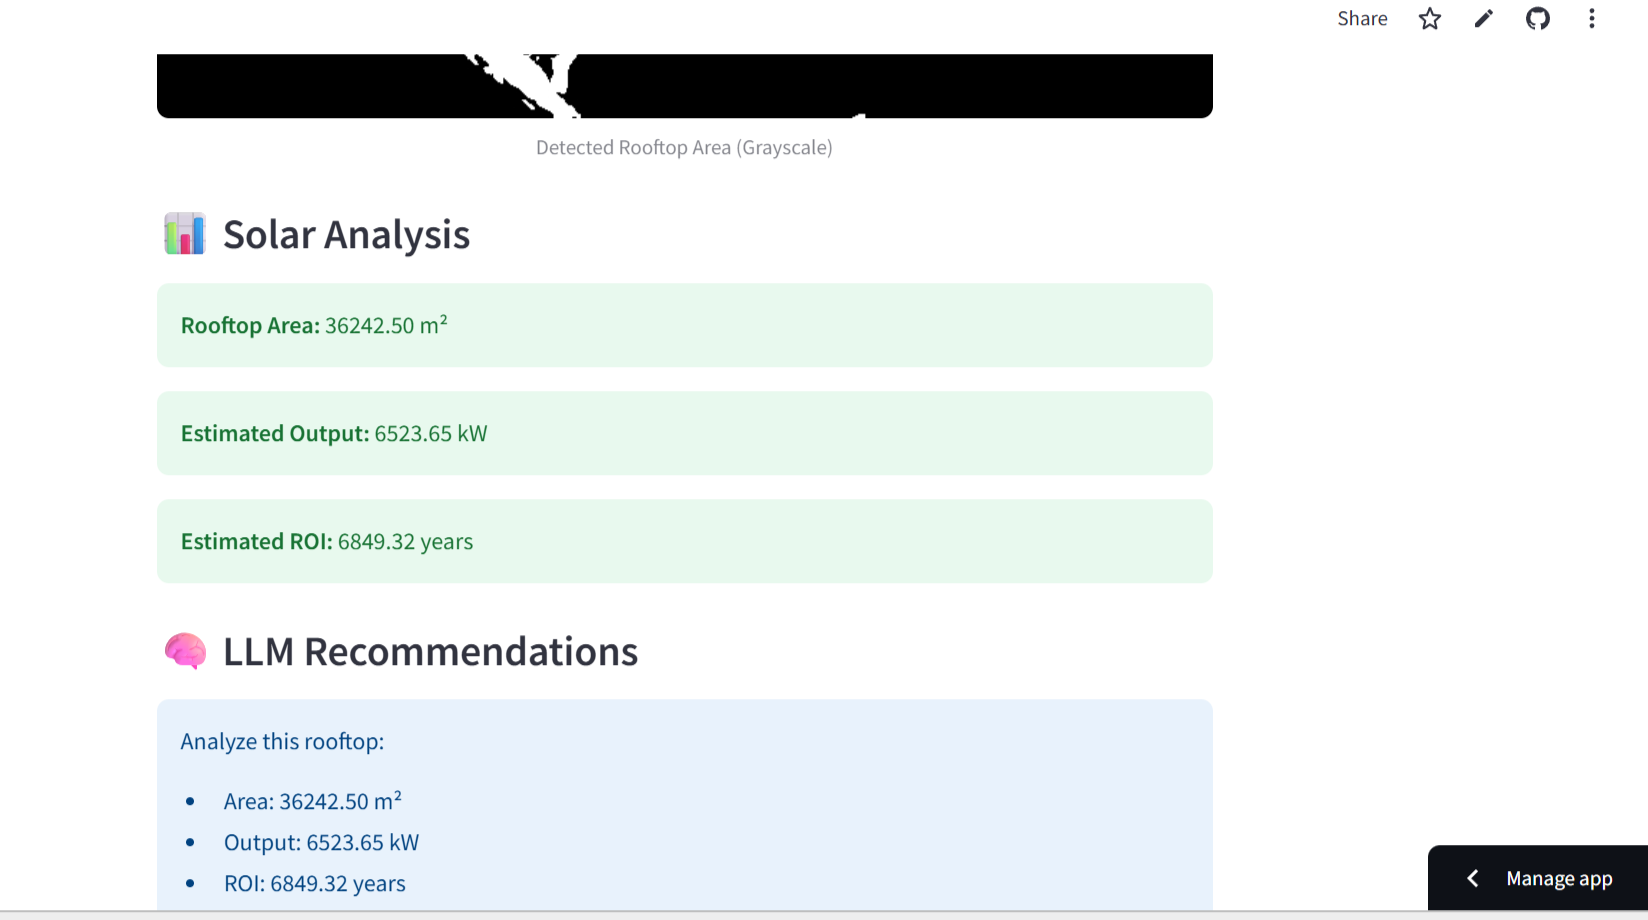 Share
Detected Rooftop Area (Grayscale)
Solar Analysis
Rooftop Area: 36242.50 m²
Estimated Output: 6523.65 kW
Estimated ROI: 6849.32 years
LLM Recommendations
Analyze this rooftop:
• Area: 36242.50 m²
• Output: 6523.65 kW
• ROI: 6849.32 years
Manage app